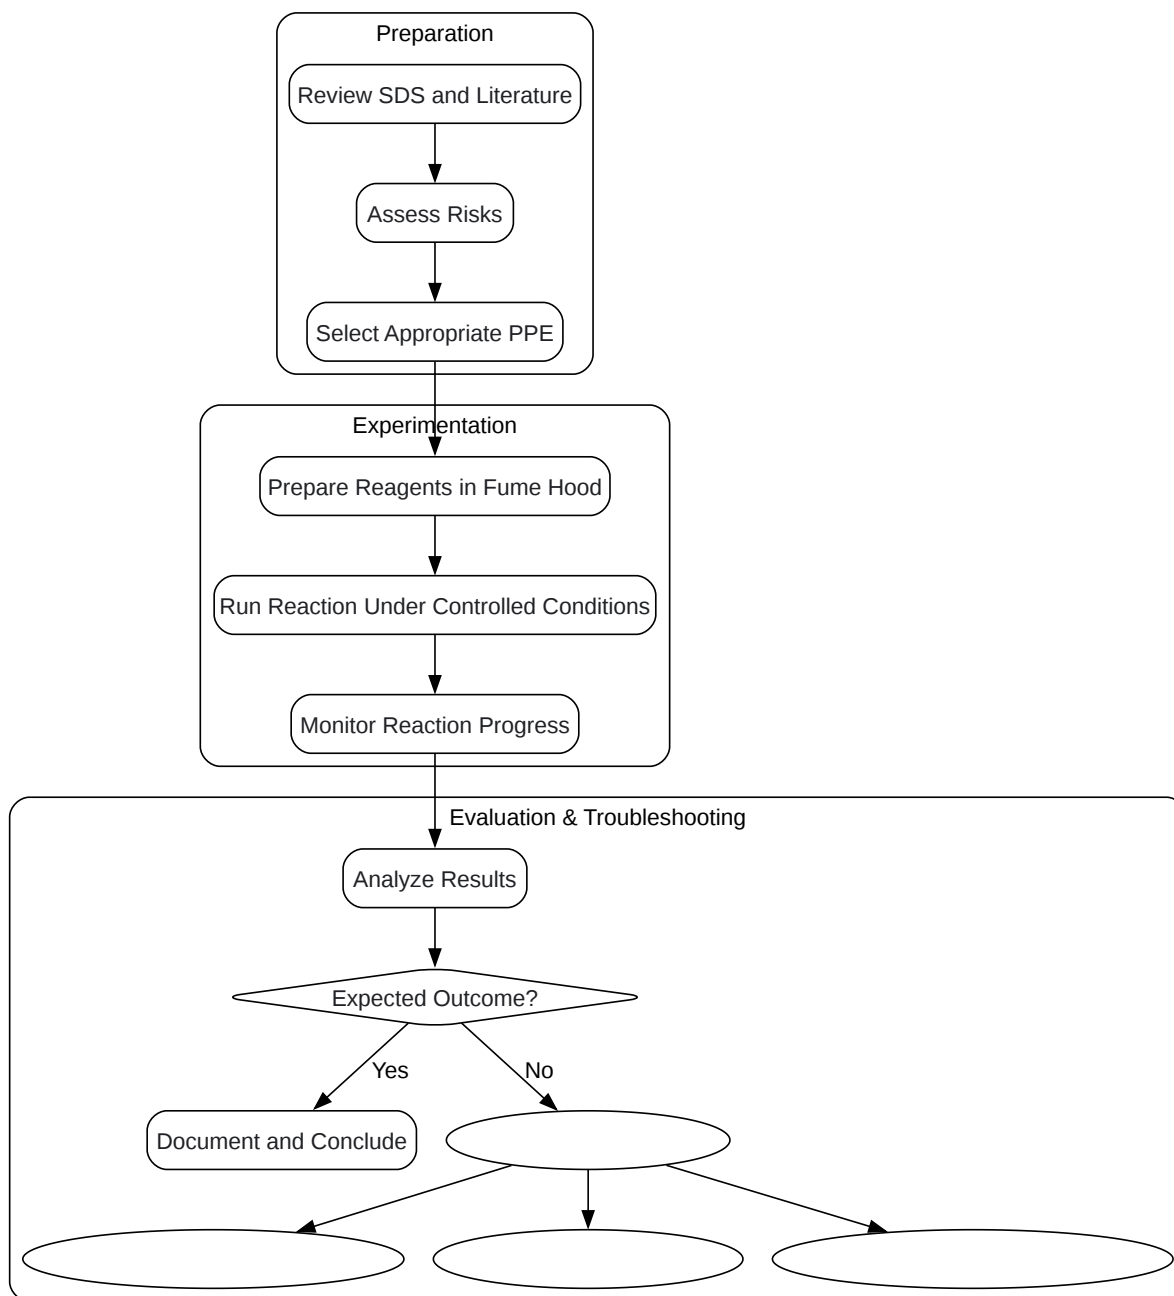 Preparation
Review SDS and Literature
Assess Risks
Select Appropriate PPE
Experimentation
Prepare Reagents in Fume Hood
Run Reaction Under Controlled Conditions
Monitor Reaction Progress
Evaluation & Troubleshooting
Analyze Results
Expected Outcome?
Yes
No
Document and Conclude